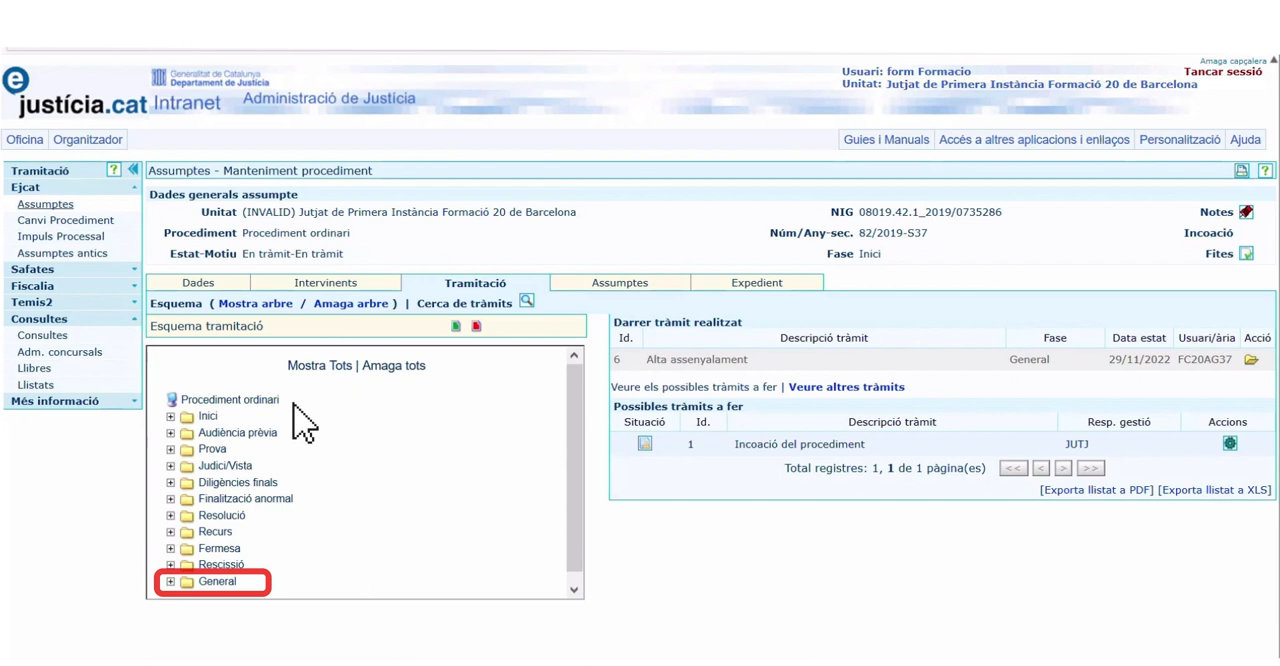 Amaga capçalera
Generalitat de Catalunya
Departament de Justícia
Usuari: form Formacio
Tancar sessió
Unitat: Jutjat de Primera Instància Formació 20 de Barcelona
e justícia.cat Intranet Administració de Justícia
Oficina Organitzador
Guies i Manuals Accés a altres aplicacions i enllaços Personalització Ajuda
Tramitació ?
Ejcat
Assumptes
Canvi Procediment
Impuls Processal
Assumptes antics
Safates
Fiscalia
Temis2
Consultes
Consultes
Adm. concursals
Llibres
Llistats
Més informació
Assumptes - Manteniment procediment ?
Dades generals assumpte
Unitat (INVALID) Jutjat de Primera Instància Formació 20 de Barcelona NIG 08019.42.1_2019/0735286 Notes
Procediment Procediment ordinari Núm/Any-sec. 82/2019-S37 Incoació
Estat-Motiu En tràmit-En tràmit Fase Inici Fites
Dades Intervinents Tramitació Assumptes Expedient
Esquema ( Mostra arbre / Amaga arbre ) | Cerca de tràmits
Esquema tramitació
Mostra Tots | Amaga tots
Procediment ordinari
Inici
Audiència prèvia
Prova
Judici/Vista
Diligències finals
Finalització anormal
Resolució
Recurs
Fermesa
Rescissió
General
Darrer tràmit realitzat
Id. Descripció tràmit Fase Data estat Usuari/ària Acció
6 Alta assenyalament General 29/11/2022 FC20AG37
Veure els possibles tràmits a fer | Veure altres tràmits
Possibles tràmits a fer
Situació Id. Descripció tràmit Resp. gestió Accions
1 Incoació del procediment JUTJ
Total registres: 1, 1 de 1 pàgina(es) << < > >>
[Exporta llistat a PDF] [Exporta llistat a XLS]